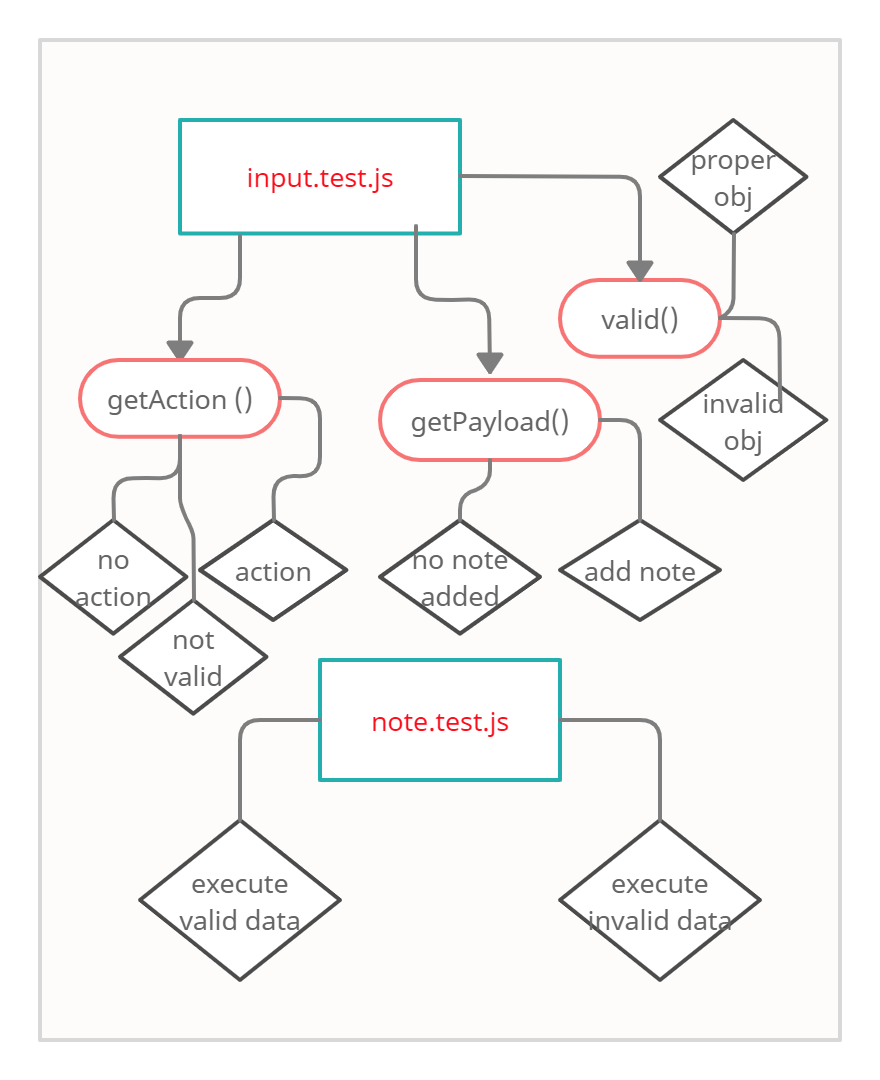 proper
obj
input.test.js
valid()
getAction ()
getPayload()
invalid
obj
no
action
action
no note
added
add note
not
valid
note.test.js
execute
valid data
execute
invalid data